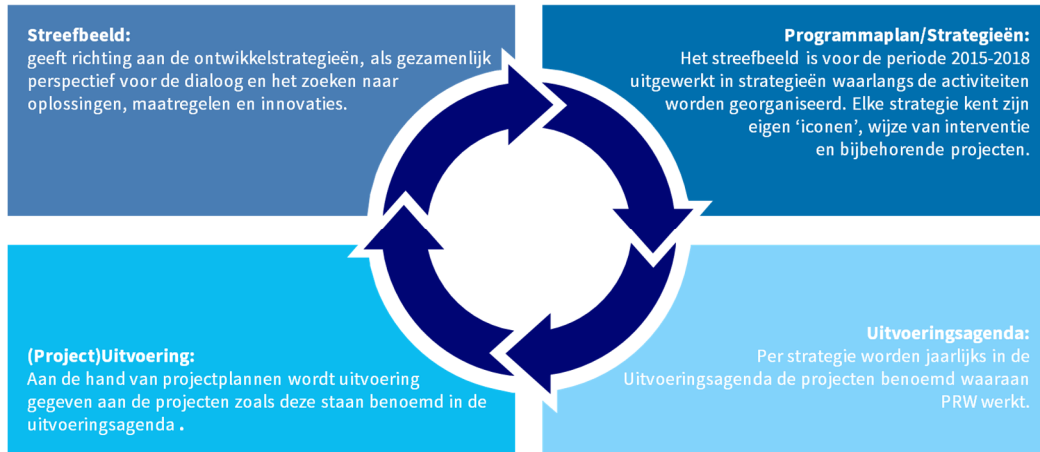 Streefbeeld:
geeft richting aan de ontwikkelstrategieën, als gezamenlijk
perspectief voor de dialoog en het zoeken naar
oplossingen, maatregelen en innovaties.
Programmaplan/Strategieën:
Het streefbeeld is voor de periode 2015-2018
uitgewerkt in strategieën waarlangs de activiteiten
worden georganiseerd. Elke strategie kent zijn
eigen ‘iconen’, wijze van interventie
en bijbehorende projecten.
(Project)Uitvoering:
Aan de hand van projectplannen wordt uitvoering
gegeven aan de projecten zoals deze staan benoemd in de
uitvoeringsagenda .
Uitvoeringsagenda:
Per strategie worden jaarlijks in de
Uitvoeringsagenda de projecten benoemd waaraan
PRW werkt.